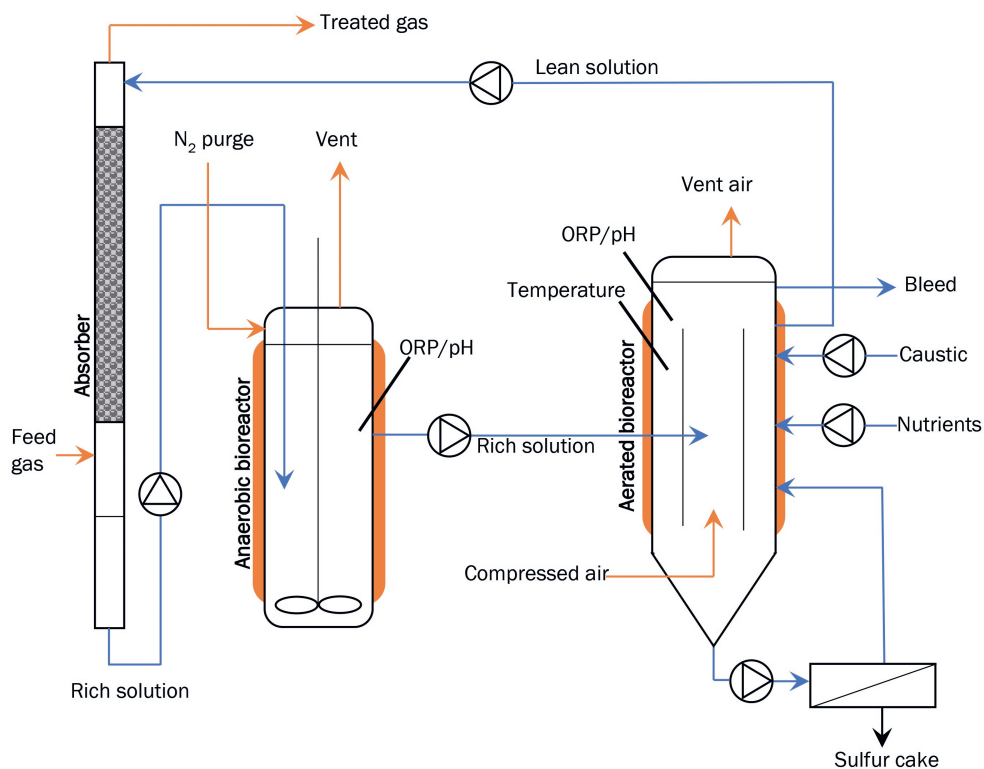 Treated gas
Lean solution
N₂ purge
Vent
Vent air
ORP/pH
Temperature
Bleed
Absorber
ORP/pH
Caustic
Feed
gas
Anaerobic bioreactor
Rich solution
Aerated bioreactor
Nutrients
Compressed air
Rich solution
Sulfur cake